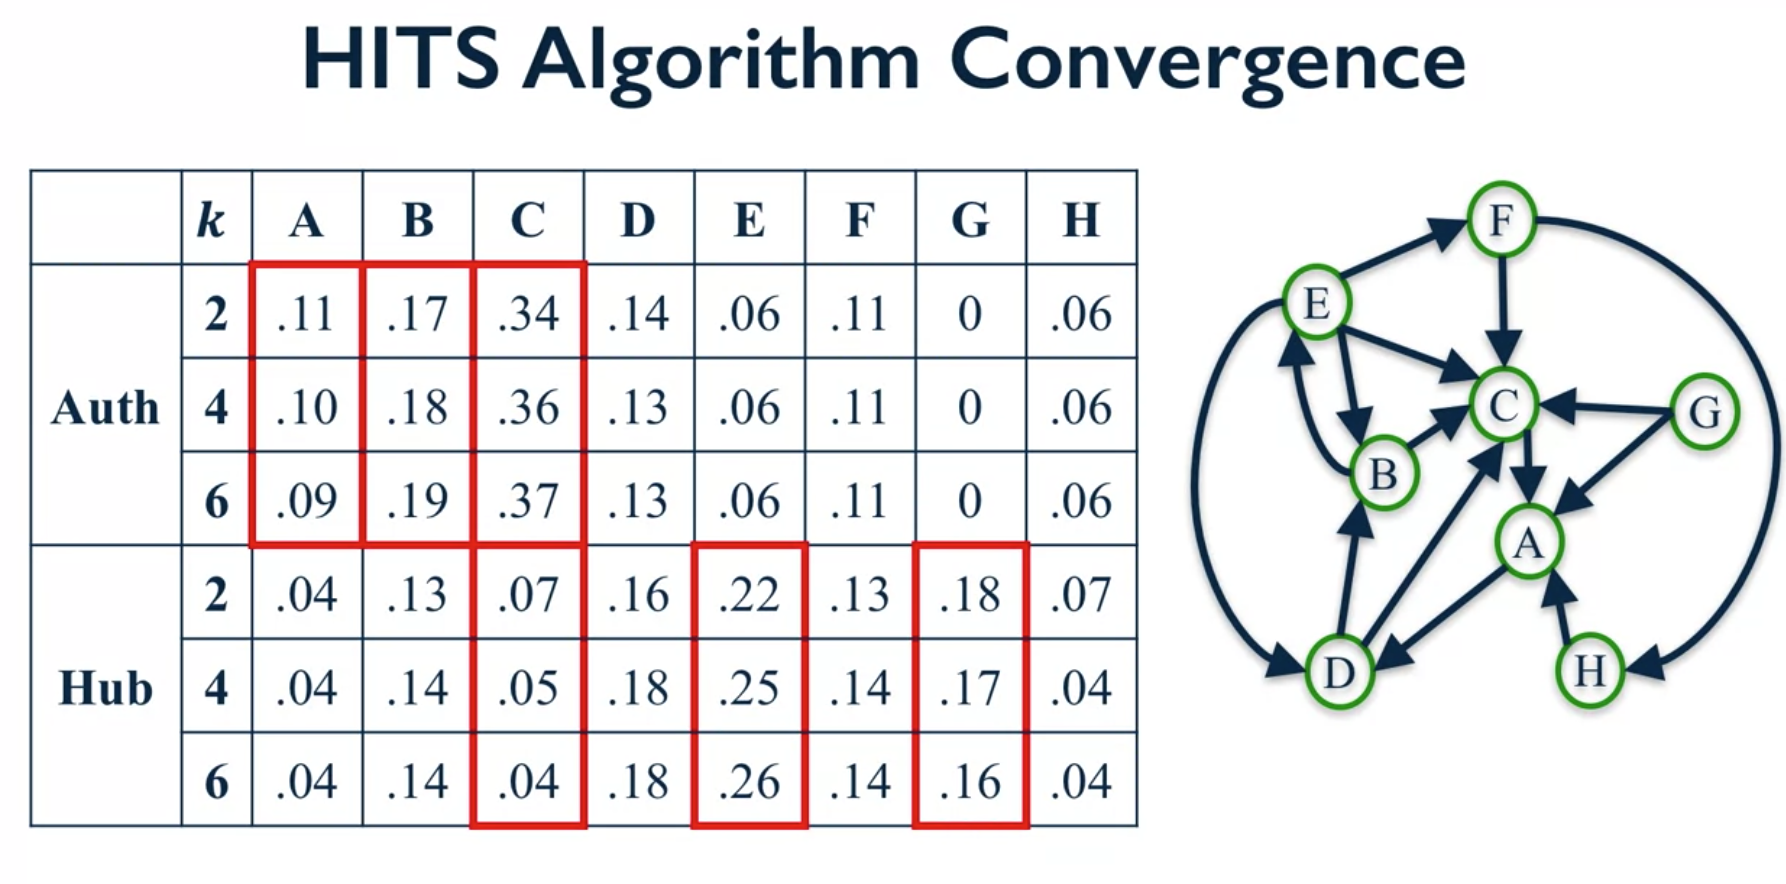 HITS Algorithm Convergence
k A B C D E F G H
Auth
2 .11 .17 .34 .14 .06 .11 0 .06
4 .10 .18 .36 .13 .06 .11 0 .06
6 .09 .19 .37 .13 .06 .11 0 .06
Hub
2 .04 .13 .07 .16 .22 .13 .18 .07
4 .04 .14 .05 .18 .25 .14 .17 .04
6 .04 .14 .04 .18 .26 .14 .16 .04
F
E
C
G
B
A
D
H